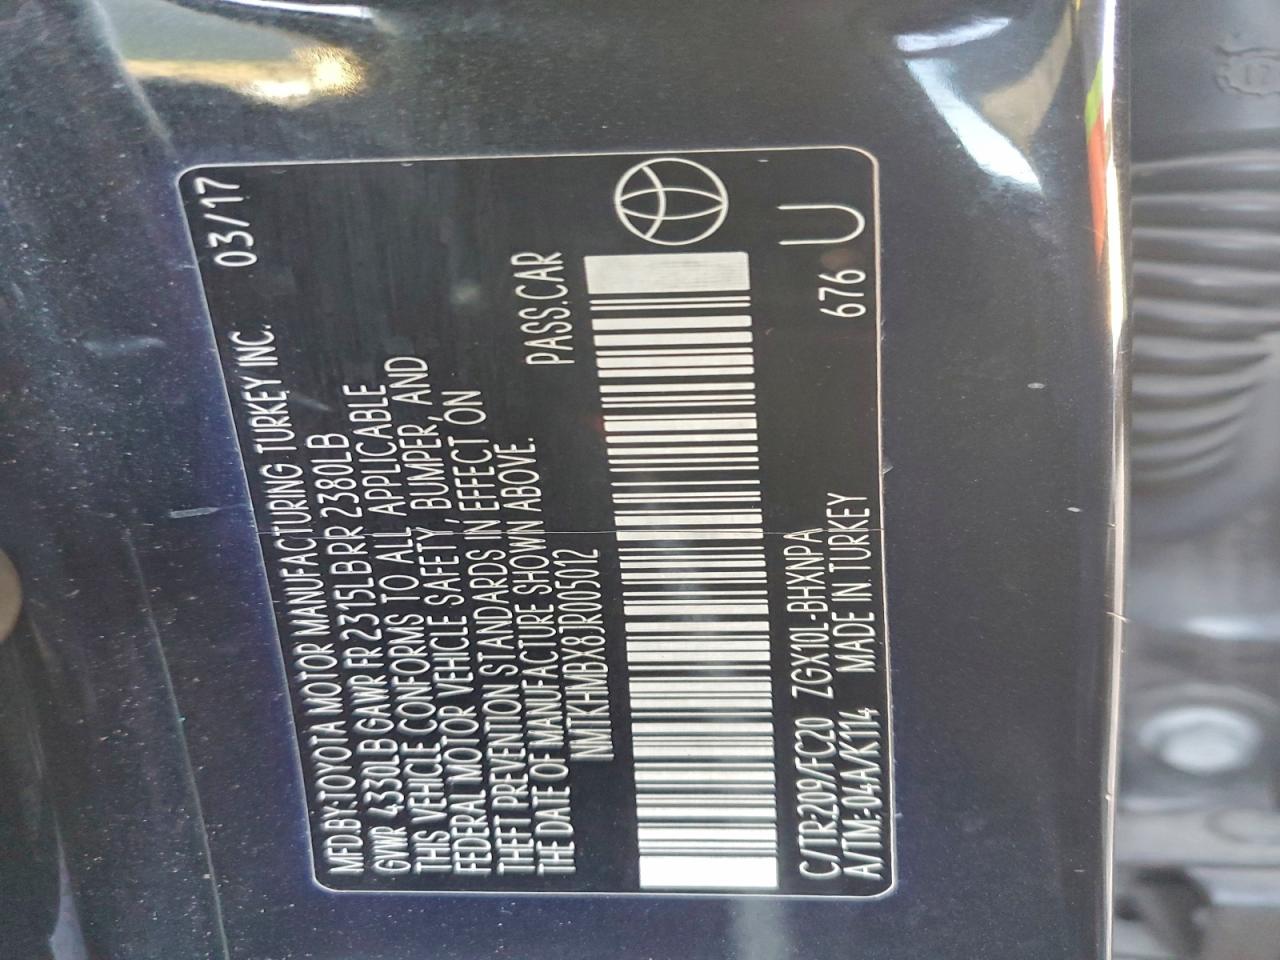 MFD.BY:TOYOTA MOTOR MANUFACTURING TURKEY INC. 03/17
GVWR 4330LB GAWR FR 2315LB RR 2380LB
THIS VEHICLE CONFORMS TO ALL APPLICABLE
FEDERAL MOTOR VEHICLE SAFETY, BUMPER, AND
THEFT PREVENTION STANDARDS IN EFFECT ON
THE DATE OF MANUFACTURE SHOWN ABOVE.
NMTKHMBX8JR005012 PASS.CAR
C/TR:209/FC20 ZGX10L-BHXNPA 676 U
A/TM:-04A/K114 MADE IN TURKEY